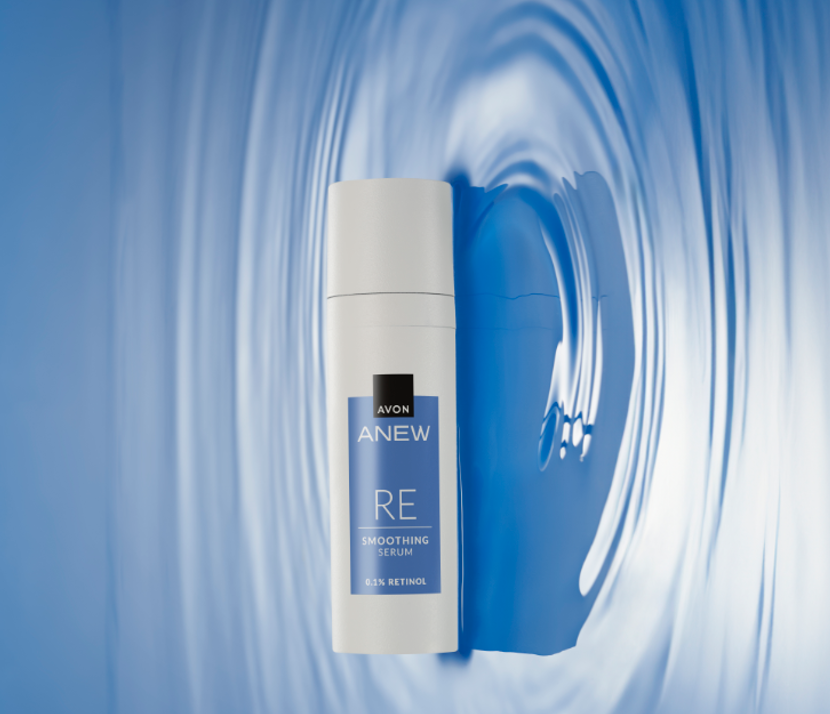 AVON
ANEW
RE
SMOOTHING
SERUM
0.1% RETINOL